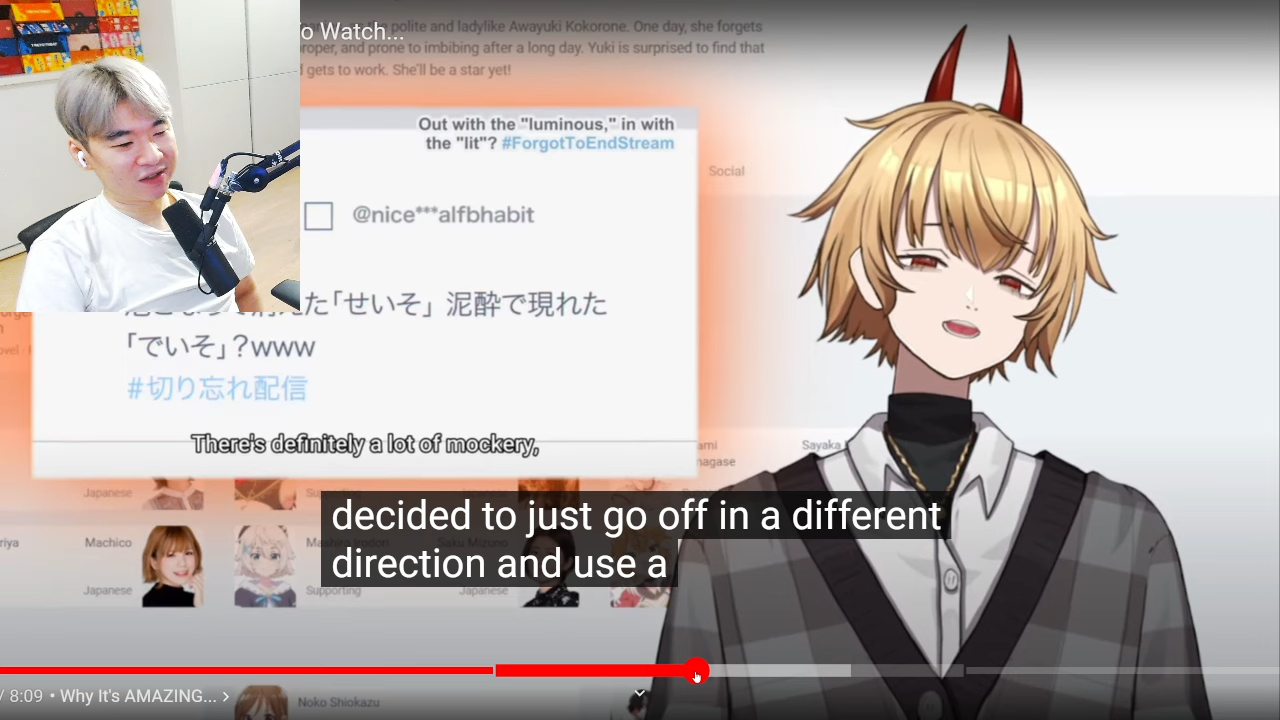 o Watch...
polite and ladylike Awayuki Kokorone. One day, she forgets
roper, and prone to imbibing after a long day. Yuki is surprised to find that
gets to work. She'll be a star yet!
Out with the "luminous," in with
the "lit"? #ForgotToEndStream
Social
@nice***alfbhabit
た「せいそ」 泥酔で現れた
「でいそ」？www
#切り忘れ配信
There's definitely a lot of mockery,
Sayaka
Japanese
decided to just go off in a different
direction and use a
Machico
Japanese
Supporting
Japanese
/ 8:09 • Why It's AMAZING... >
Noko Shiokazu